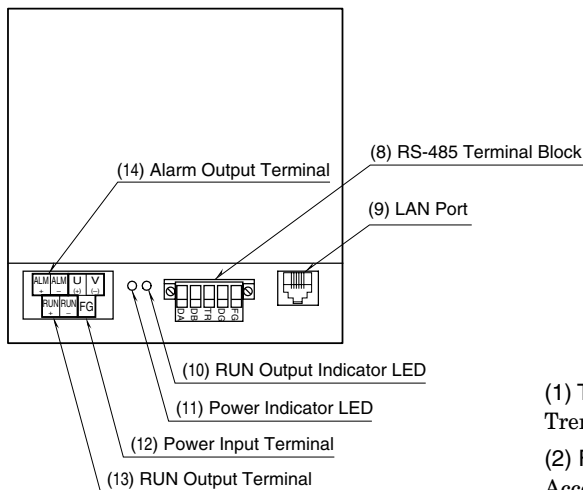 (14) Alarm Output Terminal
(8) RS-485 Terminal Block
(9) LAN Port
ALM + ALM – U (+) V (–)
RUN + RUN – FG
DA DB TR DG FG
(10) RUN Output Indicator LED
(11) Power Indicator LED
(12) Power Input Terminal
(13) RUN Output Terminal
(1) T
Tren
(2)
Acce